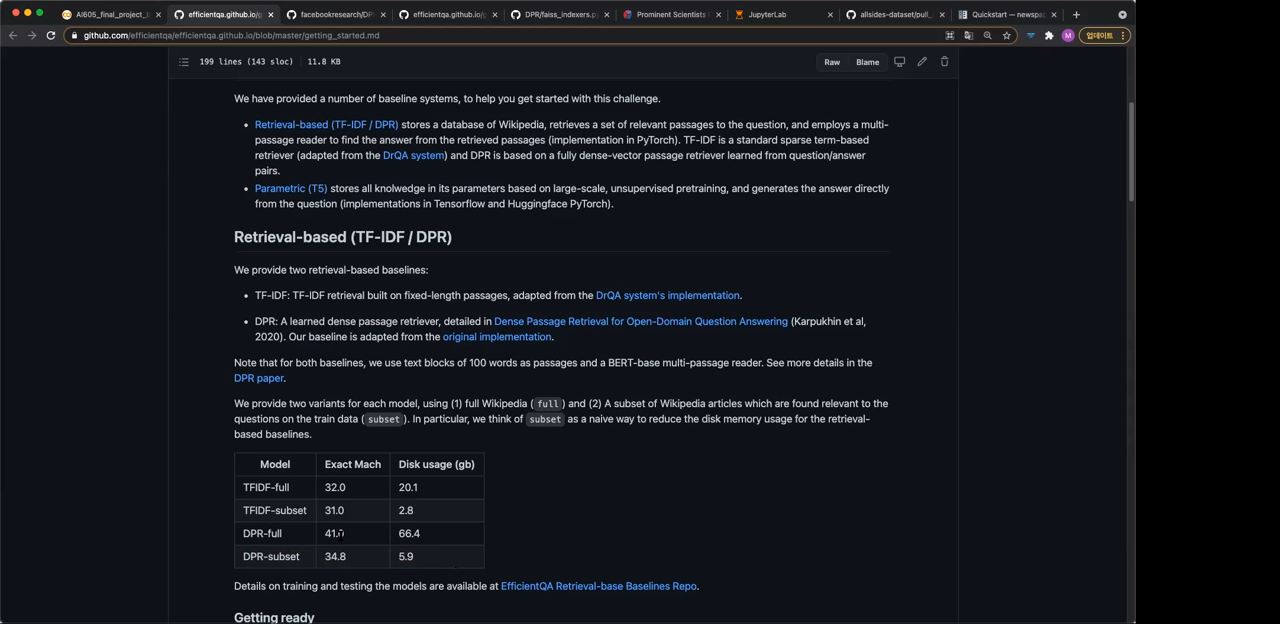 AI605_final_project_
efficientqa.github.io/g
facebookresearch/DP
efficientqa.github.io/g
DPR/faiss_indexers.p
Prominent Scientists
JupyterLab
allsides-dataset/pull_
Quickstart — newspa
github.com/efficientqa/efficientqa.github.io/blob/master/getting_started.md
M
업데이트
199 lines (143 sloc) 11.8 KB
Raw Blame
We have provided a number of baseline systems, to help you get started with this challenge.
• Retrieval-based (TF-IDF / DPR) stores a database of Wikipedia, retrieves a set of relevant passages to the question, and employs a multi-
passage reader to find the answer from the retrieved passages (implementation in PyTorch). TF-IDF is a standard sparse term-based
retriever (adapted from the DrQA system) and DPR is based on a fully dense-vector passage retriever learned from question/answer
pairs.
• Parametric (T5) stores all knolwedge in its parameters based on large-scale, unsupervised pretraining, and generates the answer directly
from the question (implementations in Tensorflow and Huggingface PyTorch).
Retrieval-based (TF-IDF / DPR)
We provide two retrieval-based baselines:
• TF-IDF: TF-IDF retrieval built on fixed-length passages, adapted from the DrQA system's implementation.
• DPR: A learned dense passage retriever, detailed in Dense Passage Retrieval for Open-Domain Question Answering (Karpukhin et al,
2020). Our baseline is adapted from the original implementation.
Note that for both baselines, we use text blocks of 100 words as passages and a BERT-base multi-passage reader. See more details in the
DPR paper.
We provide two variants for each model, using (1) full Wikipedia ( full ) and (2) A subset of Wikipedia articles which are found relevant to the
questions on the train data ( subset ). In particular, we think of subset as a naive way to reduce the disk memory usage for the retrieval-
based baselines.
Model Exact Mach Disk usage (gb)
TFIDF-full 32.0 20.1
TFIDF-subset 31.0 2.8
DPR-full 41.0 66.4
DPR-subset 34.8 5.9
Details on training and testing the models are available at EfficientQA Retrieval-base Baselines Repo.
Getting ready